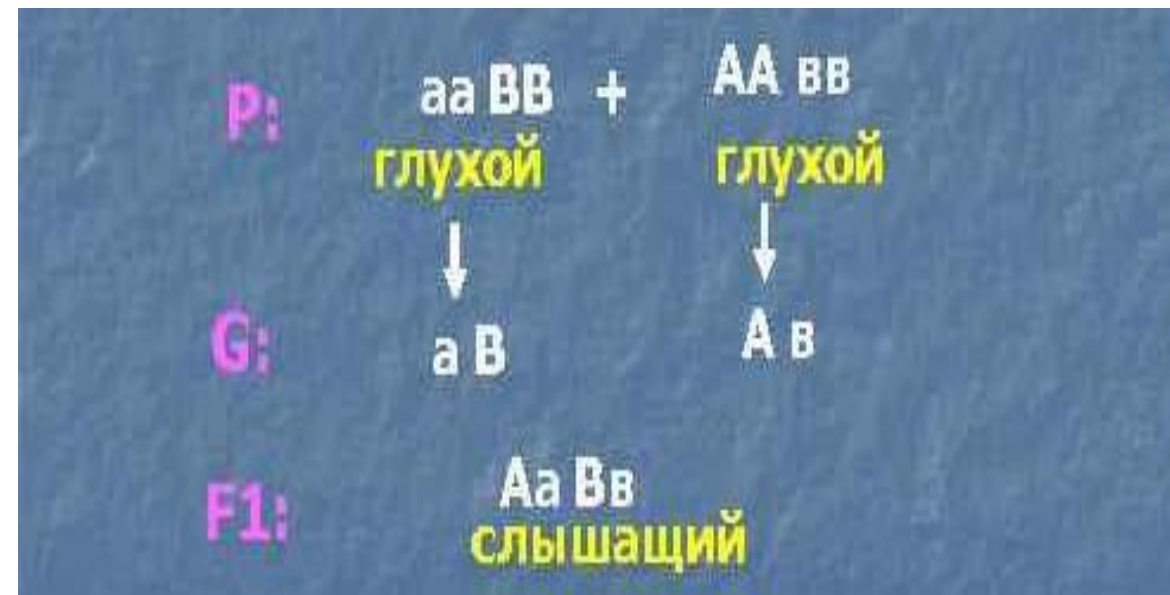 P: аа ВВ + АА вв
глухой глухой
G: а В А в
F1: Аа Вв
слышащий